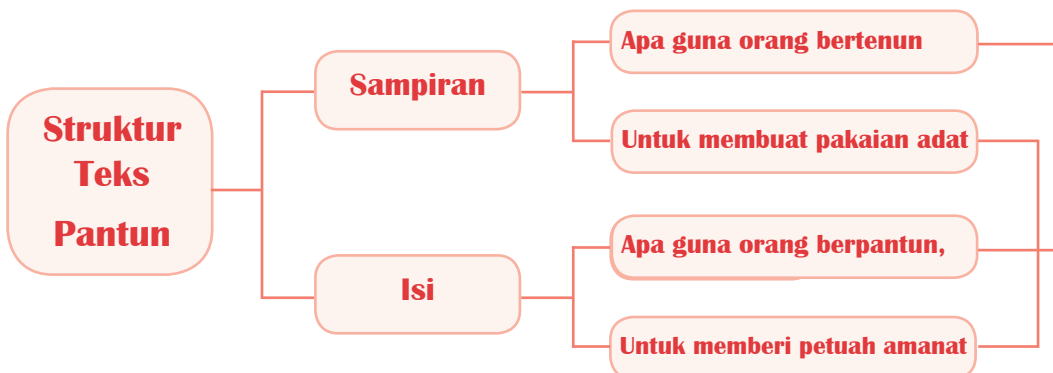 Struktur
Teks
Pantun
Sampiran
Apa guna orang bertenun
Untuk membuat pakaian adat
Isi
Apa guna orang berpantun,
Untuk memberi petuah amanat